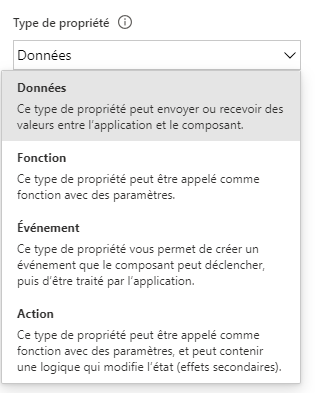 Type de propriété
Données
Données
Ce type de propriété peut envoyer ou recevoir des
valeurs entre l'application et le composant.
Fonction
Ce type de propriété peut être appelé comme
fonction avec des paramètres.
Événement
Ce type de propriété vous permet de créer un
événement que le composant peut déclencher,
puis d'être traité par l'application.
Action
Ce type de propriété peut être appelé comme
fonction avec des paramètres, et peut contenir
une logique qui modifie l'état (effets secondaires).